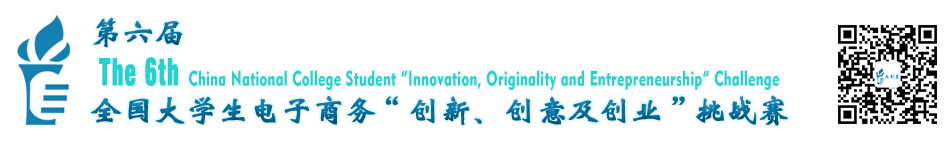 第六届
The 6th China National College Student "Innovation, Originality and Entrepreneurship" Challenge
全国大学生电子商务“创新、创意及创业”挑战赛